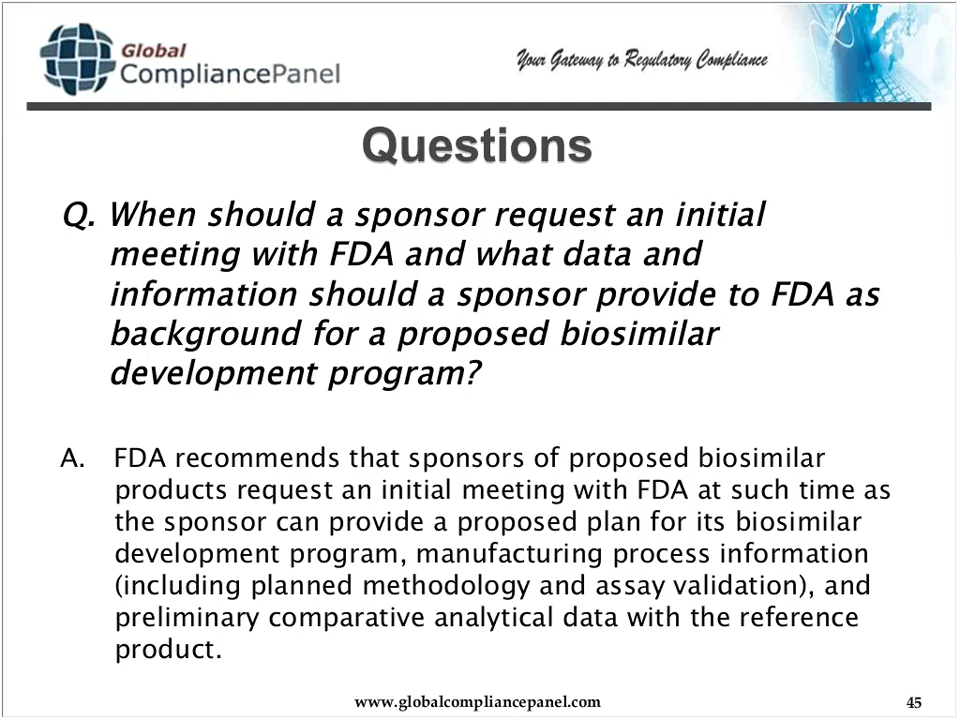 Global
CompliancePanel
Your Gateway to Regulatory Compliance
Questions
Q. When should a sponsor request an initial
meeting with FDA and what data and
information should a sponsor provide to FDA as
background for a proposed biosimilar
development program?
A. FDA recommends that sponsors of proposed biosimilar
products request an initial meeting with FDA at such time as
the sponsor can provide a proposed plan for its biosimilar
development program, manufacturing process information
(including planned methodology and assay validation), and
preliminary comparative analytical data with the reference
product.
www.globalcompliancepanel.com
45